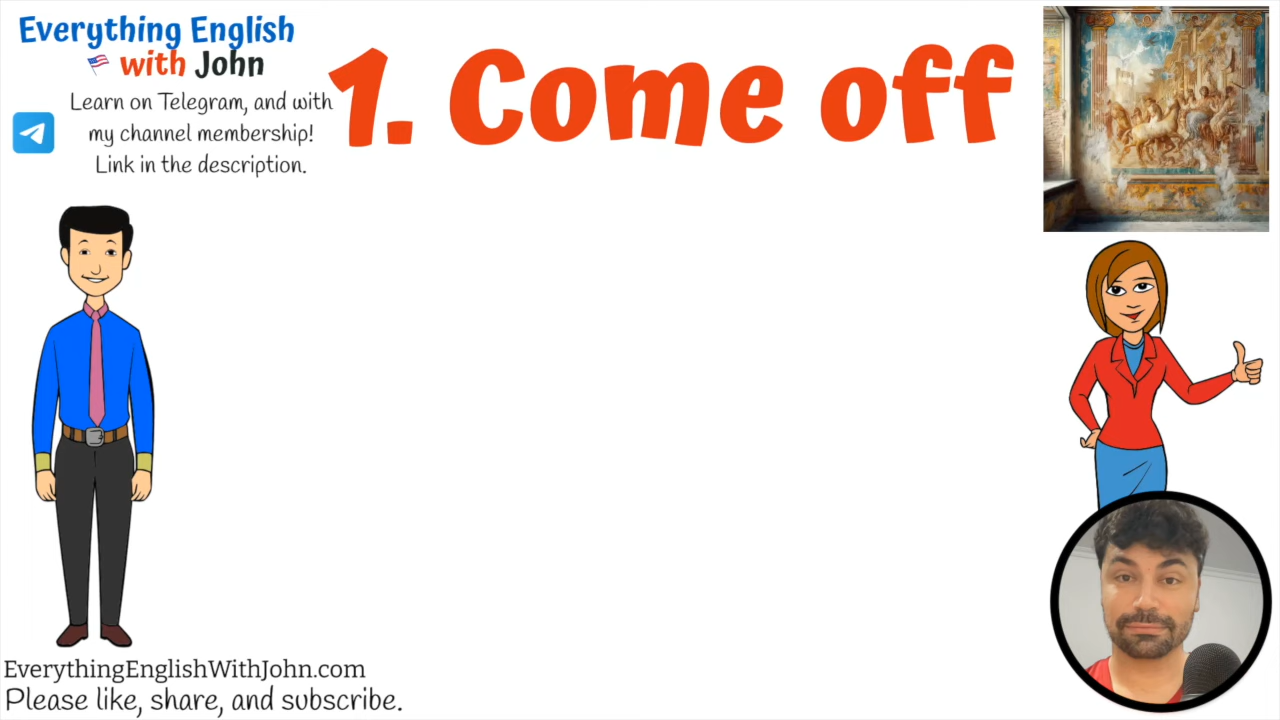 Everything English
with John
1. Come off
Learn on Telegram, and with
my channel membership!
Link in the description.
EverythingEnglishWithJohn.com
Please like, share, and subscribe.